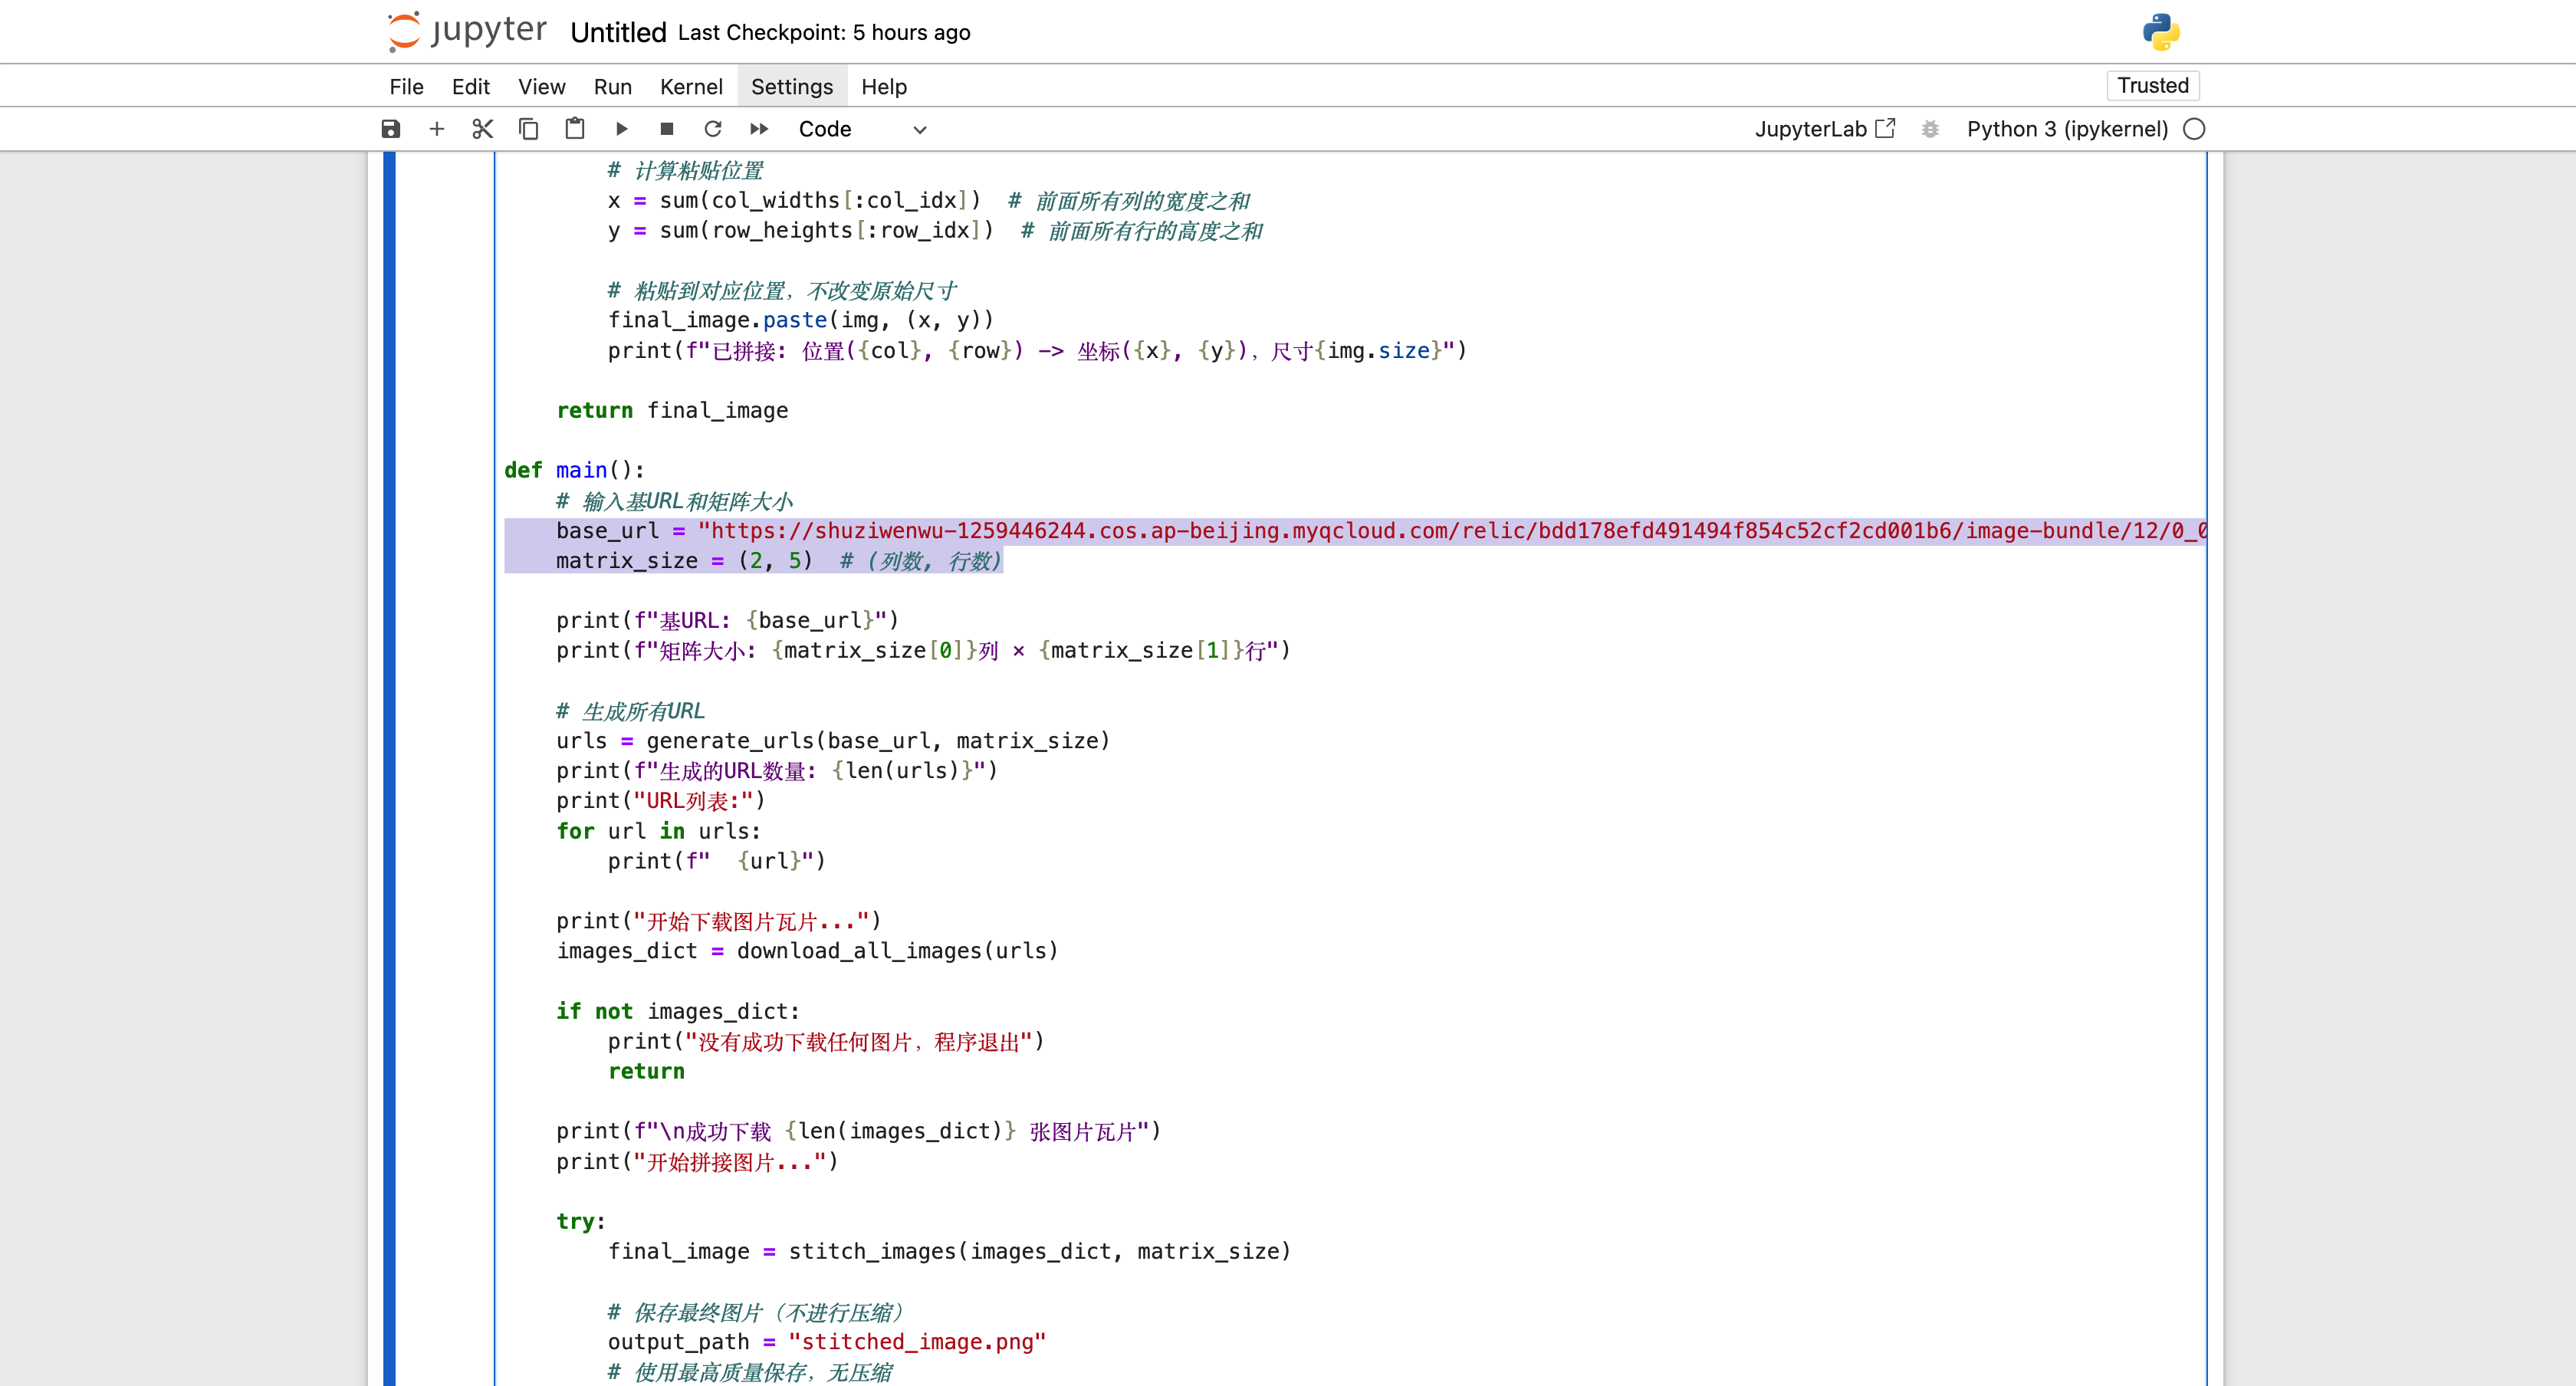 jupyter Untitled Last Checkpoint: 5 hours ago
File Edit View Run Kernel Settings Help Trusted
Code JupyterLab Python 3 (ipykernel)
# 计算粘贴位置
x = sum(col_widths[:col_idx])  # 前面所有列的宽度之和
y = sum(row_heights[:row_idx])  # 前面所有行的高度之和
# 粘贴到对应位置，不改变原始尺寸
final_image.paste(img, (x, y))
print(f"已拼接: 位置({col}, {row}) -> 坐标({x}, {y})，尺寸{img.size}")
return final_image
def main():
# 输入基URL和矩阵大小
base_url = "https://shuziwenwu-1259446244.cos.ap-beijing.myqcloud.com/relic/bdd178efd491494f854c52cf2cd001b6/image-bundle/12/0_0
matrix_size = (2, 5)  # (列数, 行数)
print(f"基URL: {base_url}")
print(f"矩阵大小: {matrix_size[0]}列 × {matrix_size[1]}行")
# 生成所有URL
urls = generate_urls(base_url, matrix_size)
print(f"生成的URL数量: {len(urls)}")
print("URL列表:")
for url in urls:
print(f"  {url}")
print("开始下载图片瓦片...")
images_dict = download_all_images(urls)
if not images_dict:
print("没有成功下载任何图片，程序退出")
return
print(f"\n成功下载 {len(images_dict)} 张图片瓦片")
print("开始拼接图片...")
try:
final_image = stitch_images(images_dict, matrix_size)
# 保存最终图片（不进行压缩）
output_path = "stitched_image.png"
# 使用最高质量保存，无压缩